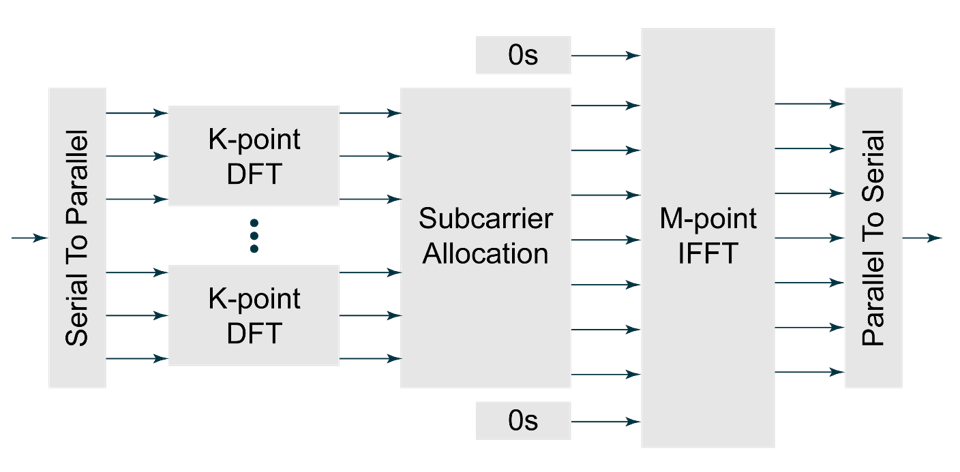 Serial To Parallel
K-point
DFT
K-point
DFT
Subcarrier
Allocation
0s
0s
M-point
IFFT
Parallel To Serial